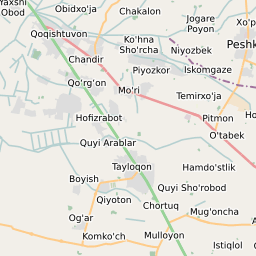 Yaxshi
Obod
Obidxo'ja
Chakalon
Jogare
Poyon
Xo'p
Qoqishtuvon
Ko'hna
Sho'rcha
Niyozbek
Peshk
Chandir
Piyozkor
Iskomgaze
Qo'rg'on
Mo'ri
Temirxo'ja
Hofizrabot
Pitmon
O'tabek
Quyi Arablar
Tayloqon
Hamdo'stlik
Boyish
Quyi Sho'robod
Qiyoton
Chortuq
Mug'oncha
Og'ar
Komko'ch
Mulloyon
Istiqlol